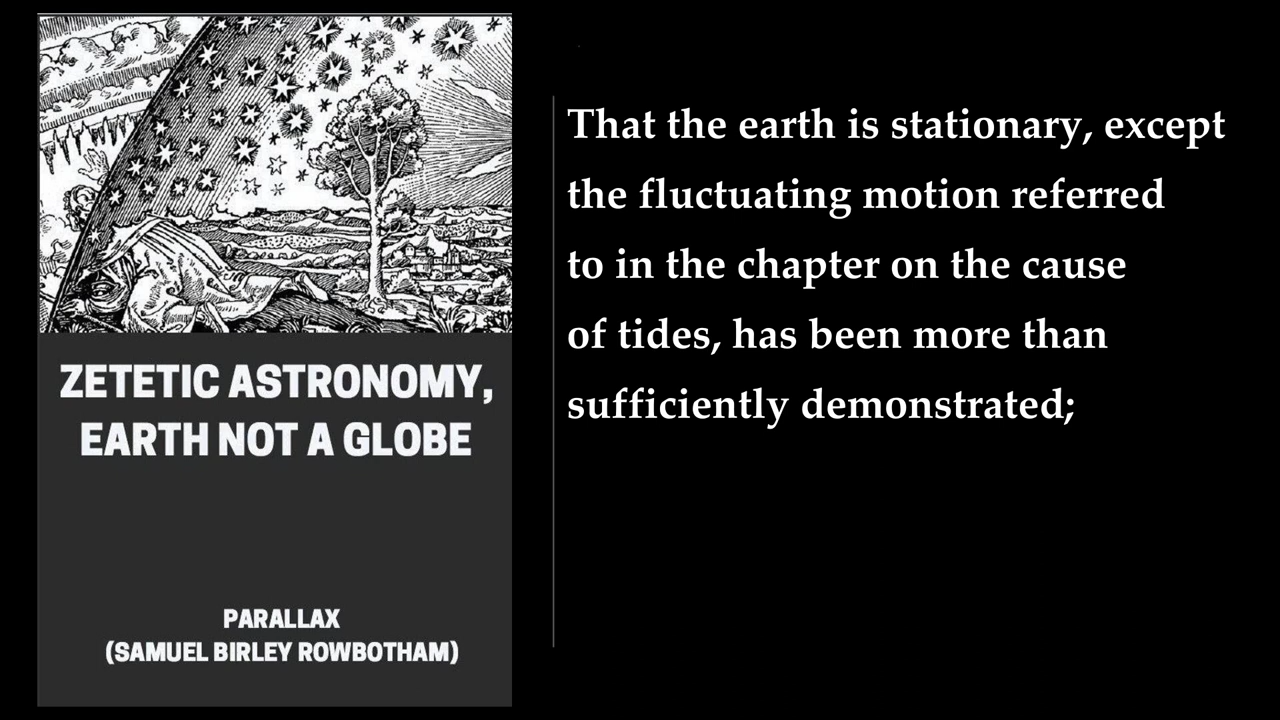 ZETETIC ASTRONOMY,
EARTH NOT A GLOBE
PARALLAX
(SAMUEL BIRLEY ROWBOTHAM)
That the earth is stationary, except
the fluctuating motion referred
to in the chapter on the cause
of tides, has been more than
sufficiently demonstrated;